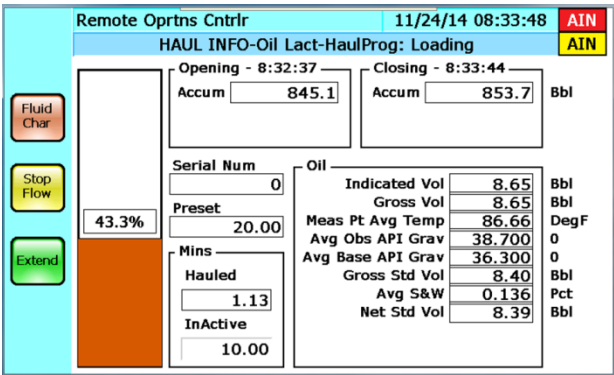 Remote Oprtns Cntrlr 11/24/14 08:33:48 AIN
HAUL INFO-Oil Lact-HaulProg: Loading AIN
Opening - 8:32:37 Closing - 8:33:44
Accum 845.1 Accum 853.7 Bbl
Fluid
Char
Stop
Flow
Extend
43.3%
Serial Num
0
Preset
20.00
Mins
Hauled
1.13
InActive
10.00
Oil
Indicated Vol 8.65 Bbl
Gross Vol 8.65 Bbl
Meas Pt Avg Temp 86.66 DegF
Avg Obs API Grav 38.700 0
Avg Base API Grav 36.300 0
Gross Std Vol 8.40 Bbl
Avg S&W 0.136 Pct
Net Std Vol 8.39 Bbl